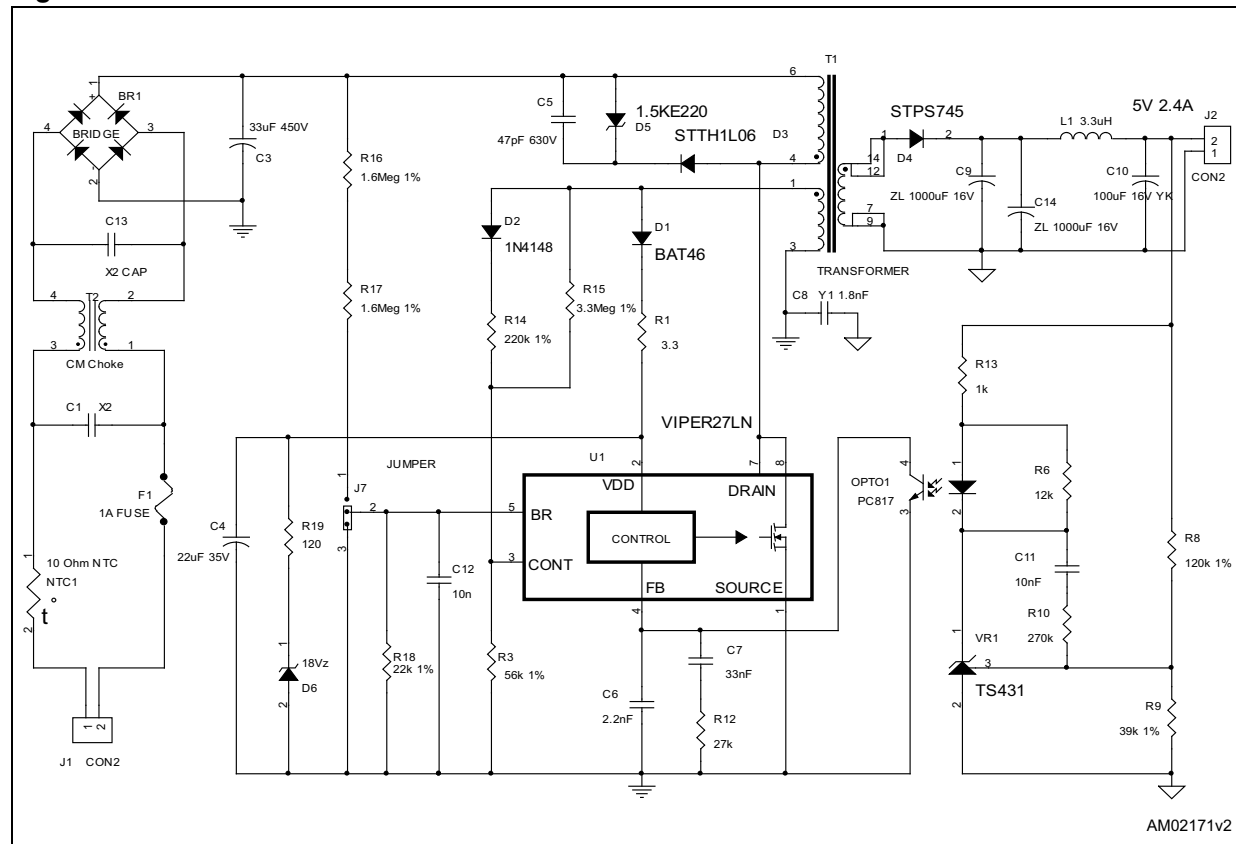 T1
1
BR1
+
4
BRIDGE
3
-
2
33uF 450V
C3
C13
X2 CAP
4
T2
2
3
1
CM Choke
C1
X2
F1
1A FUSE
1
10 Ohm NTC
NTC1
t
°
2
1
2
J1
CON2
R16
1.6Meg 1%
R17
1.6Meg 1%
C5
47pF 630V
1.5KE220
D5
STTH1L06
D3
6
4
1
3
14
12
7
9
TRANSFORMER
STPS745
1
2
D4
C9
ZL 1000uF 16V
C14
ZL 1000uF 16V
L1 3.3uH
C10
100uF 16V YK
5V 2.4A
J2
2
1
CON2
D2
1N4148
R14
220k 1%
R15
3.3Meg 1%
D1
BAT46
R1
3.3
C8
Y1 1.8nF
VIPER27LN
U1
2
7
8
VDD
DRAIN
5
BR
CONTROL
3
CONT
FB
SOURCE
4
1
JUMPER
1
J7
2
3
C4
22uF 35V
R19
120
1
18Vz
D6
2
R18
22k 1%
C12
10n
R3
56k 1%
C6
2.2nF
C7
33nF
R12
27k
4
OPTO1
PC817
3
1
2
R13
1k
R6
12k
C11
10nF
R10
270k
1
VR1
3
TS431
2
R8
120k 1%
R9
39k 1%
AM02171v2